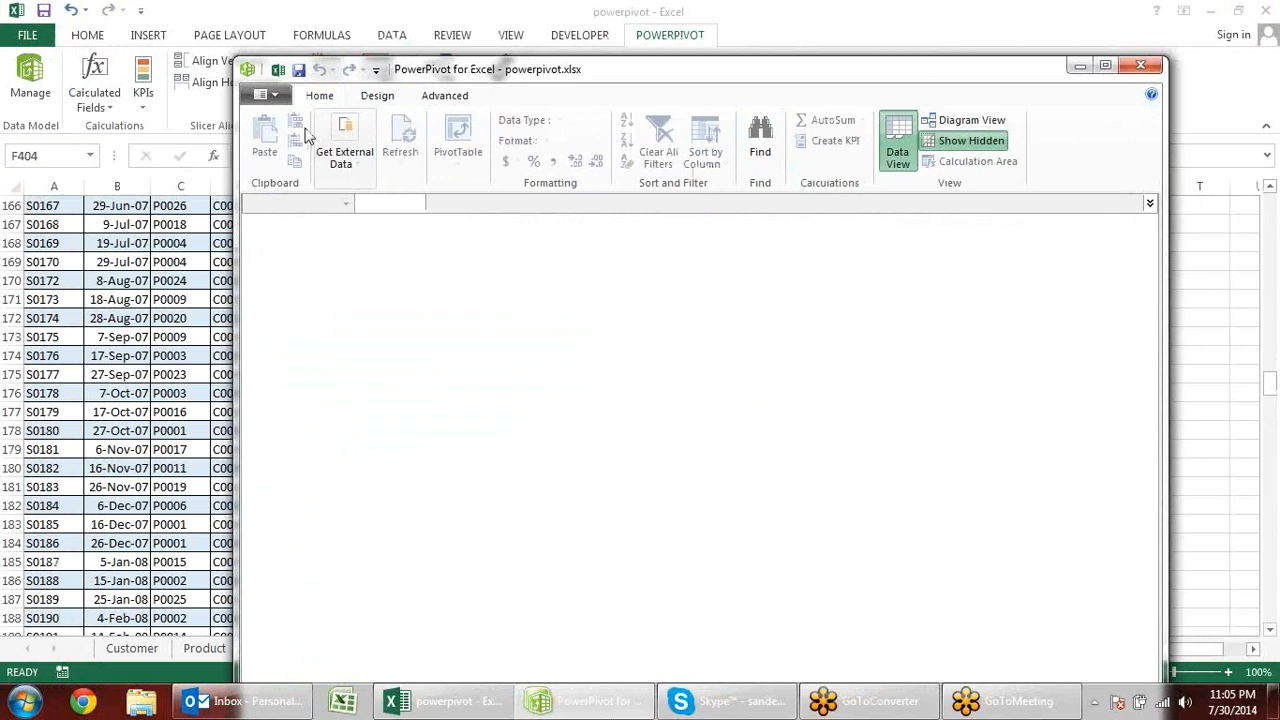 powerpivot - Excel
FILE HOME INSERT PAGE LAYOUT FORMULAS DATA REVIEW VIEW DEVELOPER POWERPIVOT Sign in
Manage Calculated Fields KPIs
Data Model Calculations
F404
PowerPivot for Excel - powerpivot.xlsx
Home Design Advanced
Paste Get External Data Refresh PivotTable
Data Type :
Format :
$ % ,
Clear All Filters Sort by Column Find
AutoSum
Create KPI
Data View
Diagram View
Show Hidden
Calculation Area
Clipboard Formatting Sort and Filter Find Calculations View
A B C T
166 S0167 29-Jun-07 P0026
167 S0168 9-Jul-07 P0018
168 S0169 19-Jul-07 P0004
169 S0170 29-Jul-07 P0004
170 S0172 8-Aug-07 P0024
171 S0173 18-Aug-07 P0009
172 S0174 28-Aug-07 P0020
173 S0175 7-Sep-07 P0003
174 S0176 17-Sep-07 P0003
175 S0177 27-Sep-07 P0023
176 S0178 7-Oct-07 P0003
177 S0179 17-Oct-07 P0016
178 S0180 27-Oct-07 P0001
179 S0181 6-Nov-07 P0017
180 S0182 16-Nov-07 P0011
181 S0183 26-Nov-07 P0019
182 S0184 6-Dec-07 P0006
183 S0185 16-Dec-07 P0001
184 S0186 26-Dec-07 P0001
185 S0187 5-Jan-08 P0015
186 S0188 15-Jan-08 P0002
187 S0189 25-Jan-08 P0025
188 S0190 4-Feb-08 P0002
Customer Product
READY 100%
Inbox - Personal... powerpivot - Exc... PowerPivot for ... Skype™ - sande... GoToConverter GoToMeeting
11:05 PM
7/30/2014